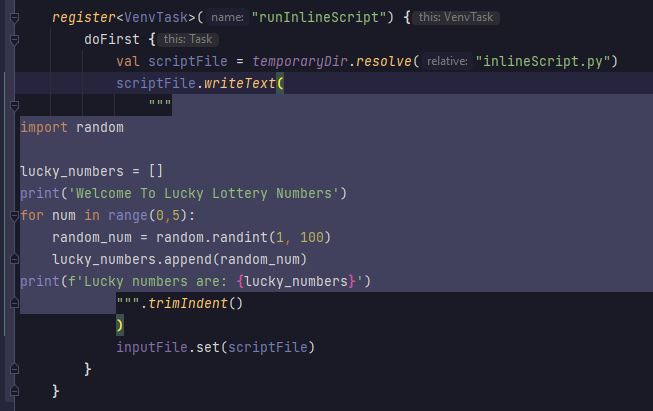 register<VenvTask>( name: "runInlineScript") { this: VenvTask
doFirst { this: Task
val scriptFile = temporaryDir.resolve( relative: "inlineScript.py")
scriptFile.writeText(
"""
import random
lucky_numbers = []
print('Welcome To Lucky Lottery Numbers')
for num in range(0,5):
random_num = random.randint(1, 100)
lucky_numbers.append(random_num)
print(f'Lucky numbers are: {lucky_numbers}')
""".trimIndent()
)
inputFile.set(scriptFile)
}
}